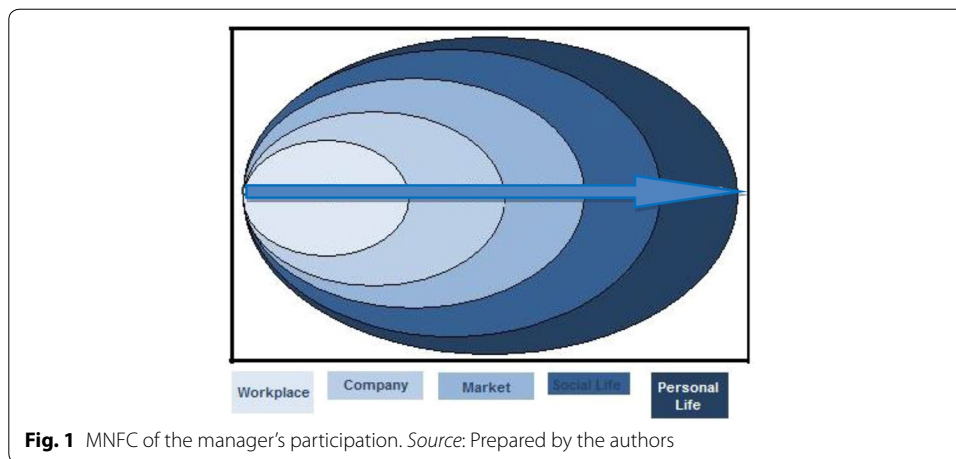 Workplace
Company
Market
Social Life
Personal
Life
Fig. 1 MNFC of the manager’s participation. Source: Prepared by the authors